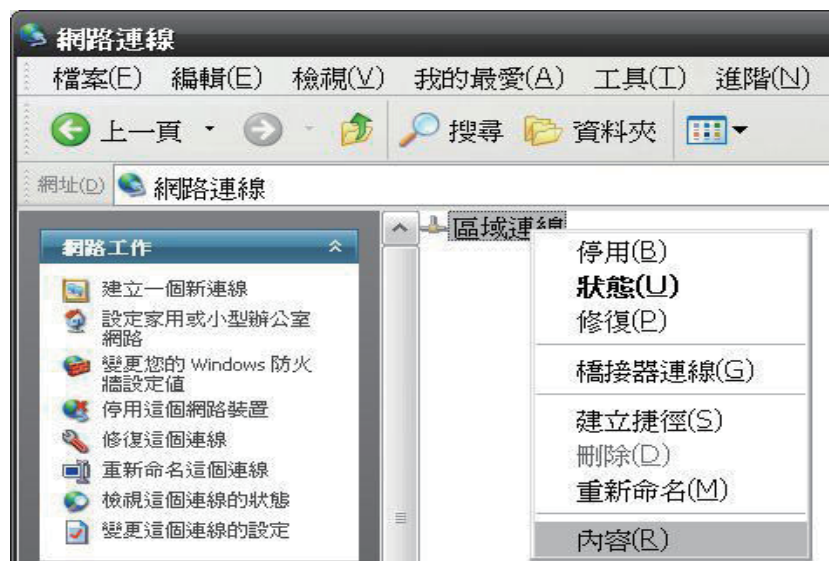 網路連線
檔案(F) 編輯(E) 檢視(V) 我的最愛(A) 工具(T) 進階(N)
上一頁 搜尋 資料夾
網址(D) 網路連線
網路工作
建立一個新連線
設定家用或小型辦公室
網路
變更您的 Windows 防火
牆設定值
停用這個網路裝置
修復這個連線
重新命名這個連線
檢視這個連線的狀態
變更這個連線的設定
區域連線
停用(B)
狀態(U)
修復(P)
橋接器連線(G)
建立捷徑(S)
刪除(D)
重新命名(M)
內容(R)